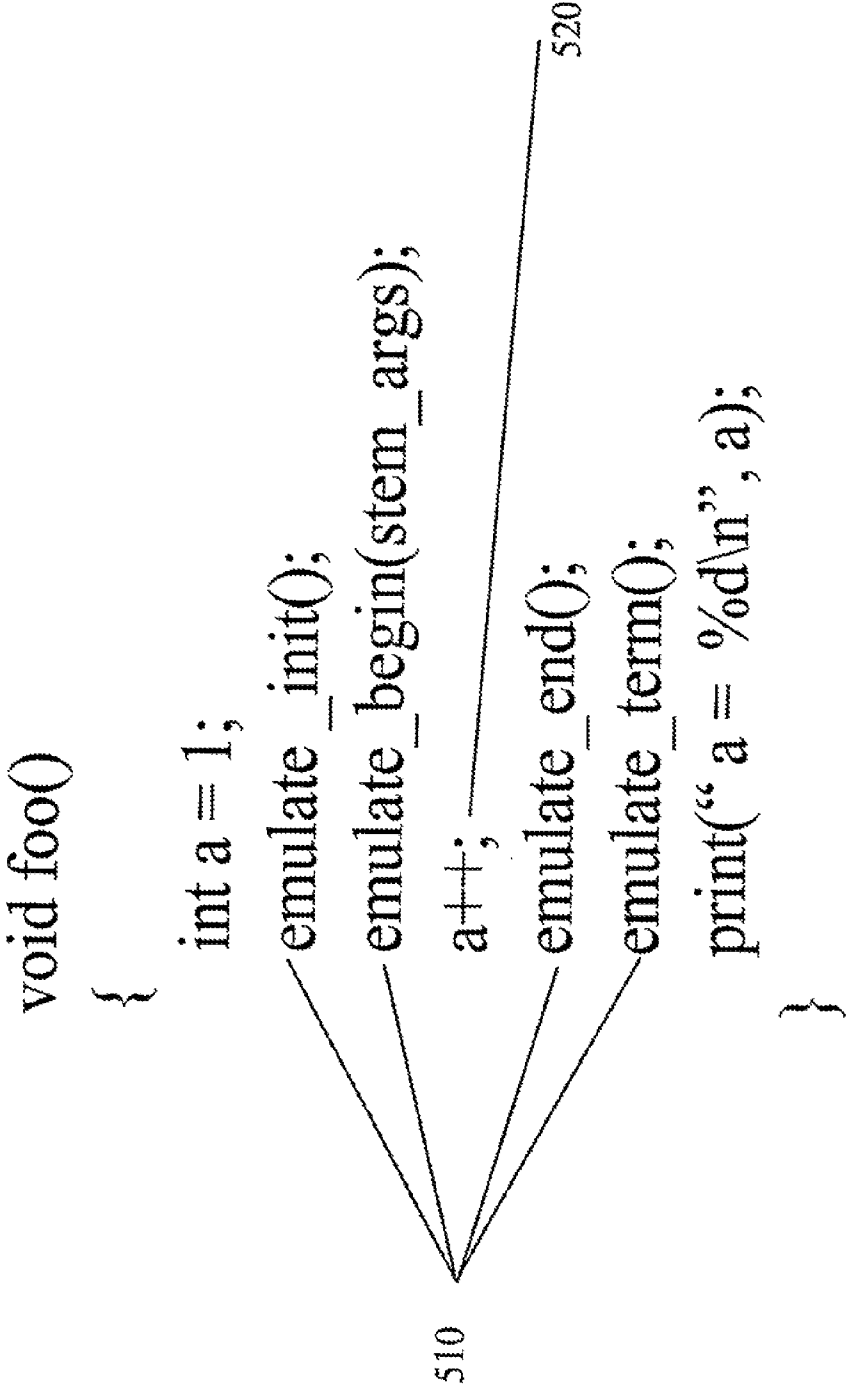 void foo()
{
int a = 1;
emulate_init();
emulate_begin(stem_args);
a++;
520
emulate_end();
510
emulate_term();
print(“ a = %d\n”, a);
}